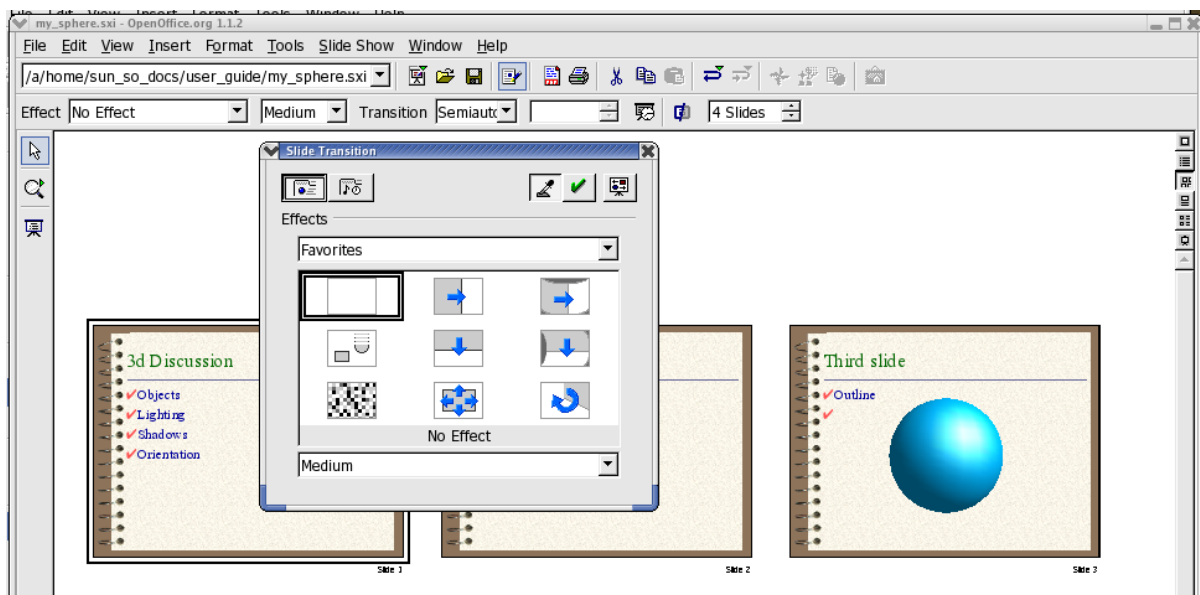 my_sphere.sxi - OpenOffice.org 1.1.2
File Edit View Insert Format Tools Slide Show Window Help
/a/home/sun_so_docs/user_guide/my_sphere.sxi
Effect No Effect Medium Transition Semiautc 4 Slides
Slide Transition
Effects
Favorites
No Effect
Medium
3d Discussion
Objects
Lighting
Shadows
Orientation
Slide 1
Slide 2
Third slide
Outline
Slide 3